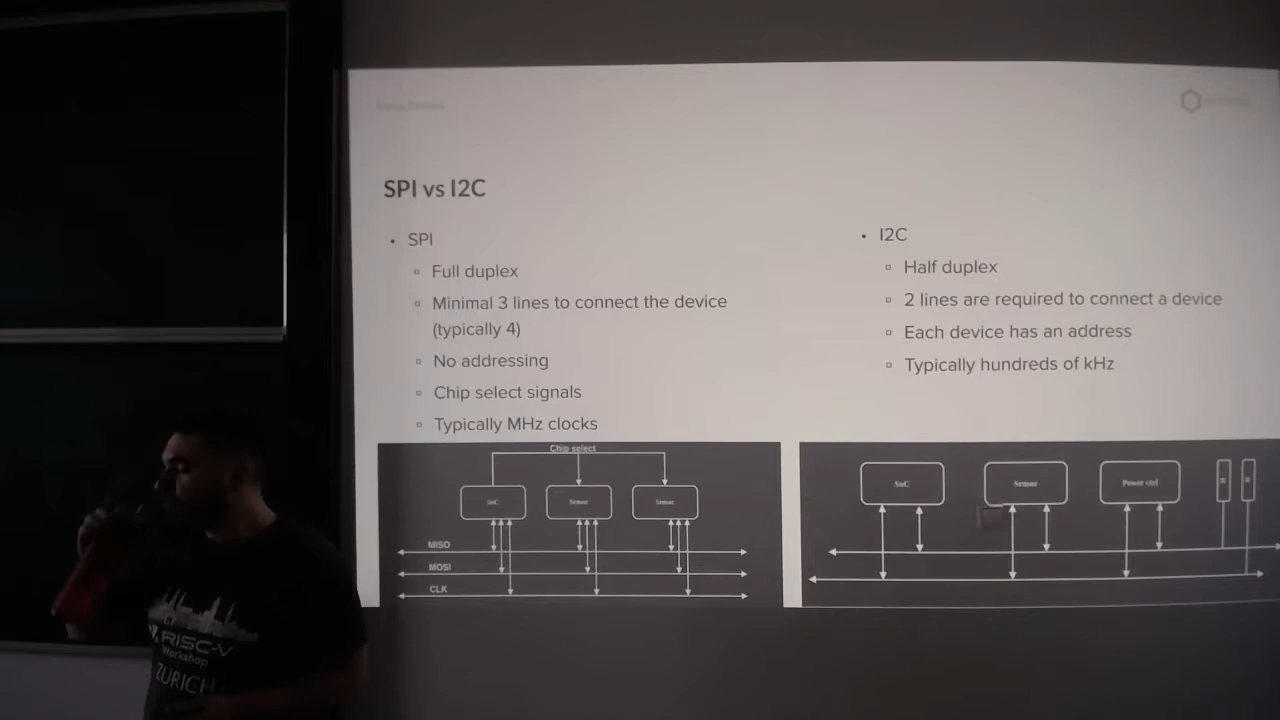 SPI vs I2C
• SPI
▫ Full duplex
▫ Minimal 3 lines to connect the device
(typically 4)
▫ No addressing
▫ Chip select signals
▫ Typically MHz clocks
• I2C
▫ Half duplex
▫ 2 lines are required to connect a device
▫ Each device has an address
▫ Typically hundreds of kHz
Chip select
SoC
Sensor
Sensor
MISO
MOSI
CLK
SoC
Sensor
Power ctrl
RISC-V
Workshop
ZURICH